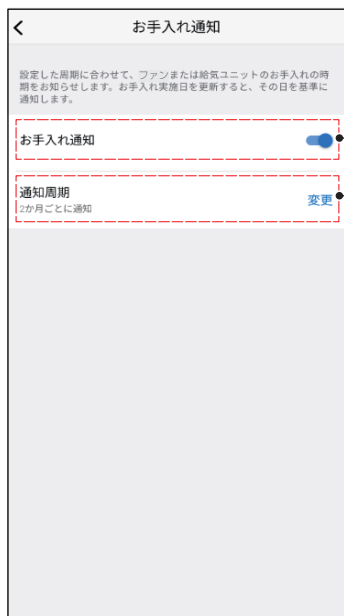 お手入れ通知
設定した周期に合わせて、ファンまたは給気ユニットのお手入れの時
期をお知らせします。お手入れ実施日を更新すると、その日を基準に
通知します。
お手入れ通知
通知周期
2か月ごとに通知
変更